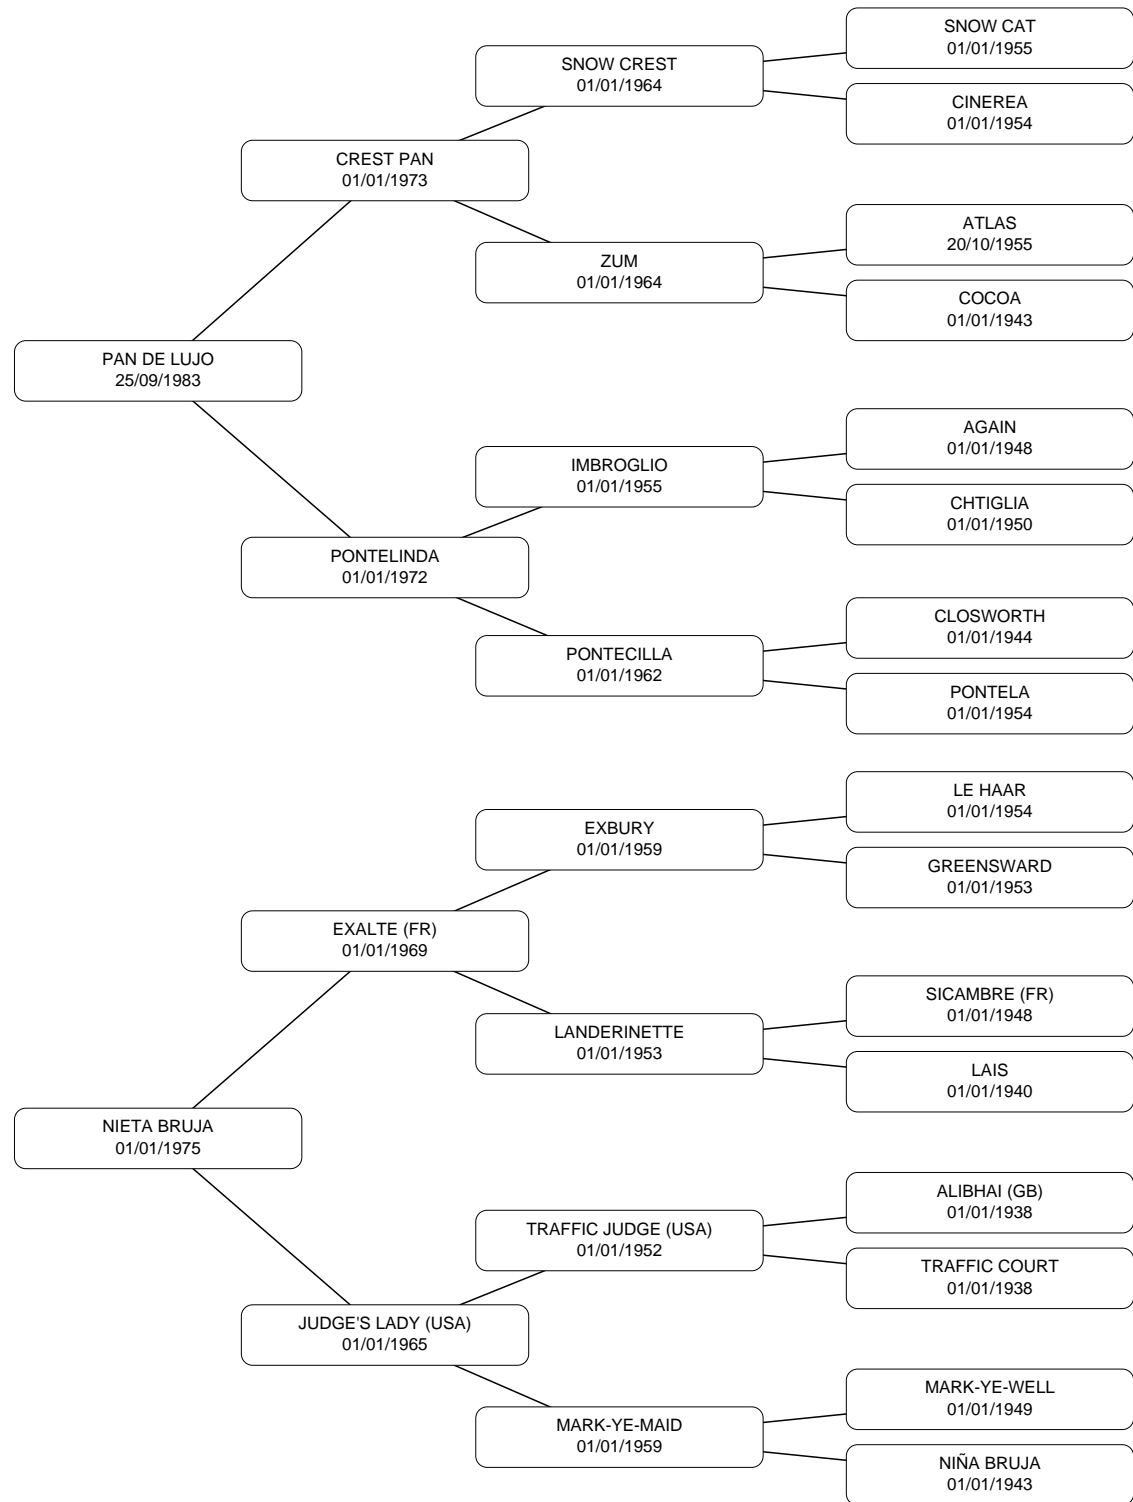 SNOW CAT
01/01/1955
SNOW CREST
01/01/1964
CINEREA
01/01/1954
CREST PAN
01/01/1973
ATLAS
20/10/1955
ZUM
01/01/1964
COCOA
01/01/1943
PAN DE LUJO
25/09/1983
AGAIN
01/01/1948
IMBROGLIO
01/01/1955
CHTIGLIA
01/01/1950
PONTELINDA
01/01/1972
CLOSWORTH
01/01/1944
PONTECILLA
01/01/1962
PONTELA
01/01/1954
LE HAAR
01/01/1954
EXBURY
01/01/1959
GREENSWARD
01/01/1953
EXALTE (FR)
01/01/1969
SICAMBRE (FR)
01/01/1948
LANDERINETTE
01/01/1953
LAIS
01/01/1940
NIETA BRUJA
01/01/1975
ALIBHAI (GB)
01/01/1938
TRAFFIC JUDGE (USA)
01/01/1952
TRAFFIC COURT
01/01/1938
JUDGE'S LADY (USA)
01/01/1965
MARK-YE-WELL
01/01/1949
MARK-YE-MAID
01/01/1959
NIÑA BRUJA
01/01/1943